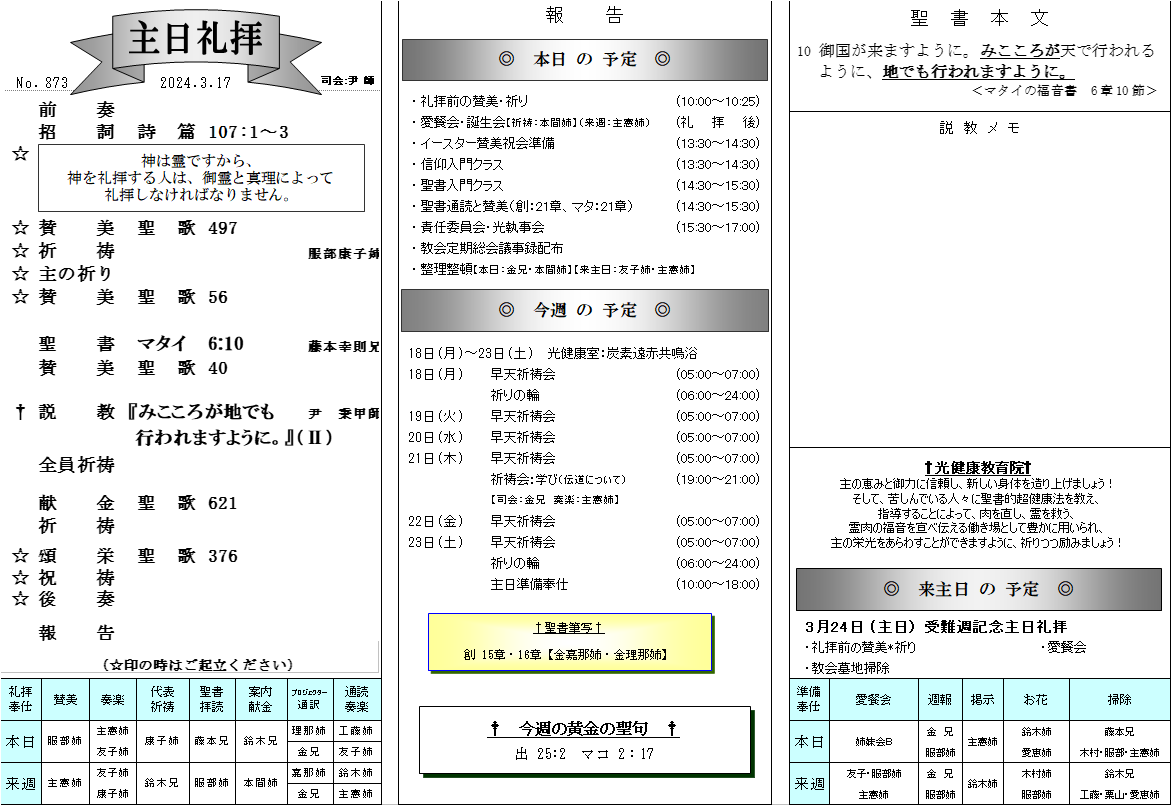 主日礼拝
No. 873 2024.3.17 司会:尹 師
前 奏
招 詞 詩 篇 107:1～3
☆ 神は霊ですから、
神を礼拝する人は、御霊と真理によって
礼拝しなければなりません。
☆ 賛 美 聖 歌 497
☆ 祈 祷 服部康子姉
☆ 主の祈り
☆ 賛 美 聖 歌 56
聖 書 マタイ 6:10 藤本幸則兄
賛 美 聖 歌 40
† 説 教 『みこころが地でも 尹 秉甲師
行われますように。』(Ⅱ)
全員祈祷
献 金 聖 歌 621
祈 祷
☆ 頌 栄 聖 歌 376
☆ 祝 祷
☆ 後 奏
報 告
(☆印の時はご起立ください)
礼拝奉仕 賛美 奏楽 代表祈祷 聖書拝読 案内献金 プロジェクター通訳 通読奏楽
本日 服部姉 主憲姉 友子姉 康子姉 藤本兄 鈴木兄 理那姉 金兄 工藤姉 友子姉
来週 主憲姉 友子姉 康子姉 鈴木兄 服部姉 本間姉 嘉那姉 金兄 鈴木姉 主憲姉
報 告
◎ 本日 の 予定 ◎
・礼拝前の賛美・祈り (10:00～10:25)
・愛餐会・誕生会【祈祷:本間姉】(来週:主憲姉) (礼 拝 後)
・イースター賛美祝会準備 (13:30～14:30)
・信仰入門クラス (13:30～14:30)
・聖書入門クラス (14:30～15:30)
・聖書通読と賛美(創:21章、マタ:21章) (14:30～15:30)
・責任委員会・光執事会 (15:30～17:00)
・教会定期総会議事録配布
・整理整頓【本日:金兄・本間姉】【来主日:友子姉・主憲姉】
◎ 今週 の 予定 ◎
18日(月)～23日(土) 光健康室:炭素遠赤共鳴浴
18日(月) 早天祈祷会 (05:00～07:00)
祈りの輪 (06:00～24:00)
19日(火) 早天祈祷会 (05:00～07:00)
20日(水) 早天祈祷会 (05:00～07:00)
21日(木) 早天祈祷会 (05:00～07:00)
祈祷会:学び(伝道について) (19:00～21:00)
【司会:金兄 奏楽:主憲姉】
22日(金) 早天祈祷会 (05:00～07:00)
23日(土) 早天祈祷会 (05:00～07:00)
祈りの輪 (06:00～24:00)
主日準備奉仕 (10:00～18:00)
†聖書筆写†
創 15章・16章【金嘉那姉・金理那姉】
† 今週の黄金の聖句 †
出 25:2 マコ 2:17
聖 書 本 文
10 御国が来ますように。みこころが天で行われる
ように、地でも行われますように。
＜マタイの福音書 6章10節＞
説 教 メ モ
†光健康教育院†
主の恵みと御力に信頼し、新しい身体を造り上げましょう!
そして、苦しんでいる人々に聖書的超健康法を教え、
指導することによって、肉を直し、霊を救う、
霊肉の福音を宣べ伝える働き場として豊かに用いられ、
主の栄光をあらわすことができますように、祈りつつ励みましょう!
◎ 来主日 の 予定 ◎
3月24日(主日) 受難週記念主日礼拝
・礼拝前の賛美*祈り ・愛餐会
・教会墓地掃除
準備奉仕 愛餐会 週報 掲示 お花 掃除
本日 姉妹会B 金 兄 服部姉 主憲姉 鈴木姉 愛恵姉 藤本兄 木村・服部・主憲姉
来週 友子・服部姉 主憲姉 金 兄 服部姉 鈴木姉 木村姉 服部姉 鈴木兄 工藤・栗山・愛恵姉